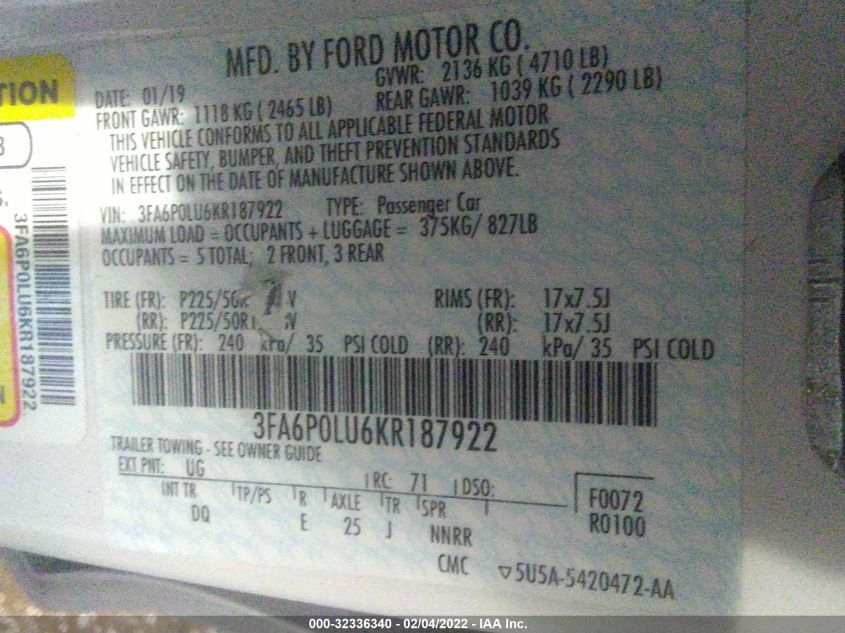 MFD. BY FORD MOTOR CO.
DATE: 01/19 GVWR: 2136 KG ( 4710 LB)
FRONT GAWR: 1118 KG ( 2465 LB) REAR GAWR: 1039 KG ( 2290 LB)
THIS VEHICLE CONFORMS TO ALL APPLICABLE FEDERAL MOTOR
VEHICLE SAFETY, BUMPER, AND THEFT PREVENTION STANDARDS
IN EFFECT ON THE DATE OF MANUFACTURE SHOWN ABOVE.
VIN: 3FA6P0LU6KR187922 TYPE: Passenger Car
MAXIMUM LOAD = OCCUPANTS + LUGGAGE = 375KG/ 827LB
OCCUPANTS = 5 TOTAL; 2 FRONT, 3 REAR
TIRE (FR): P225/50R V RIMS (FR): 17x7.5J
(RR): P225/50R1 V (RR): 17x7.5J
PRESSURE (FR): 240 kPa/ 35 PSI COLD (RR): 240 kPa/ 35 PSI COLD
3FA6P0LU6KR187922
TRAILER TOWING - SEE OWNER GUIDE
EXT PNT: UG RC: 71 DSO:
INT TR TP/PS R AXLE TR SPR F0072
DQ E 25 J NNRR R0100
CMC ▽5U5A-5420472-AA
TION
3
3FA6P0LU6KR187922
000-32336340 - 02/04/2022 - IAA Inc.